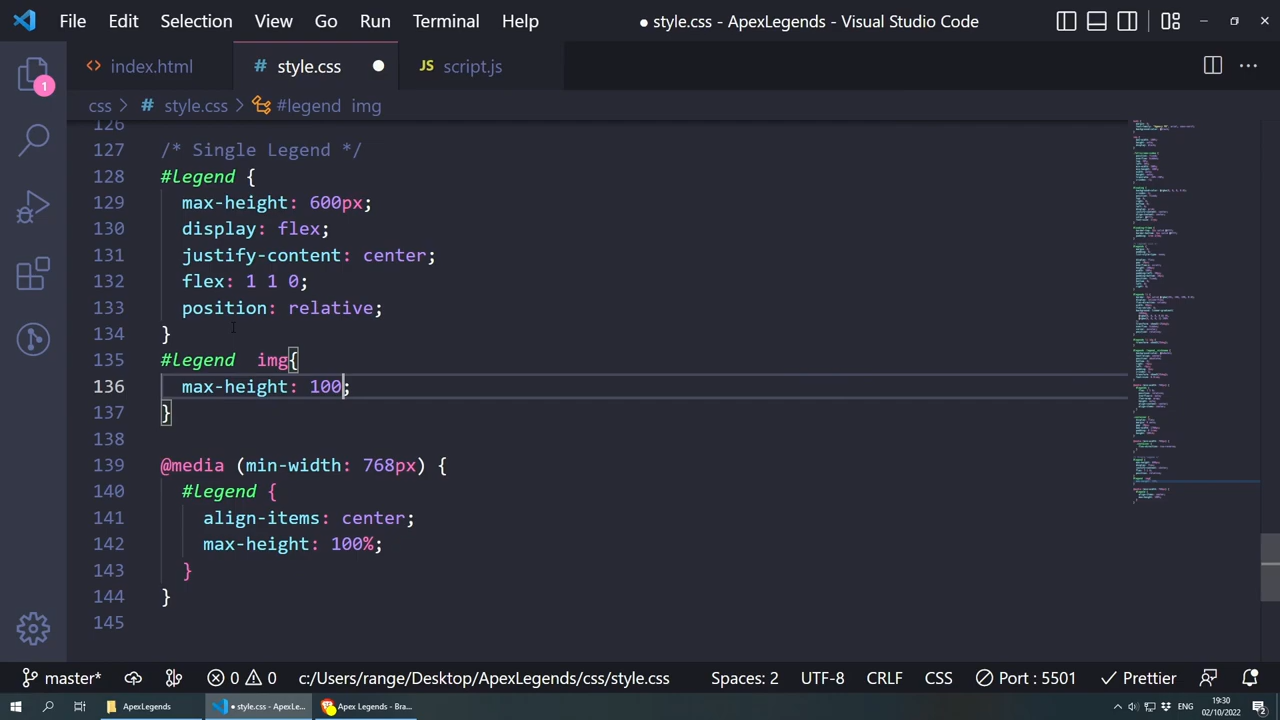 File Edit Selection View Go Run Terminal Help ● style.css - ApexLegends - Visual Studio Code
<> index.html # style.css ● JS script.js
css > # style.css > #legend img
1
126
127 /* Single Legend */
128 #legend {
129 max-height: 600px;
130 display: flex;
131 justify-content: center;
132 flex: 1 1 0;
133 position: relative;
134 }
135 #legend img{
136 max-height: 100;
137 }
138
139 @media (min-width: 768px) {
140 #legend {
141 align-items: center;
142 max-height: 100%;
143 }
144 }
145
master* 0 0 c:/Users/range/Desktop/ApexLegends/css/style.css Spaces: 2 UTF-8 CRLF CSS Port : 5501 Prettier
ApexLegends ● style.css - ApexLe... Apex Legends - Bra... ENG 19:30
02/10/2022 2